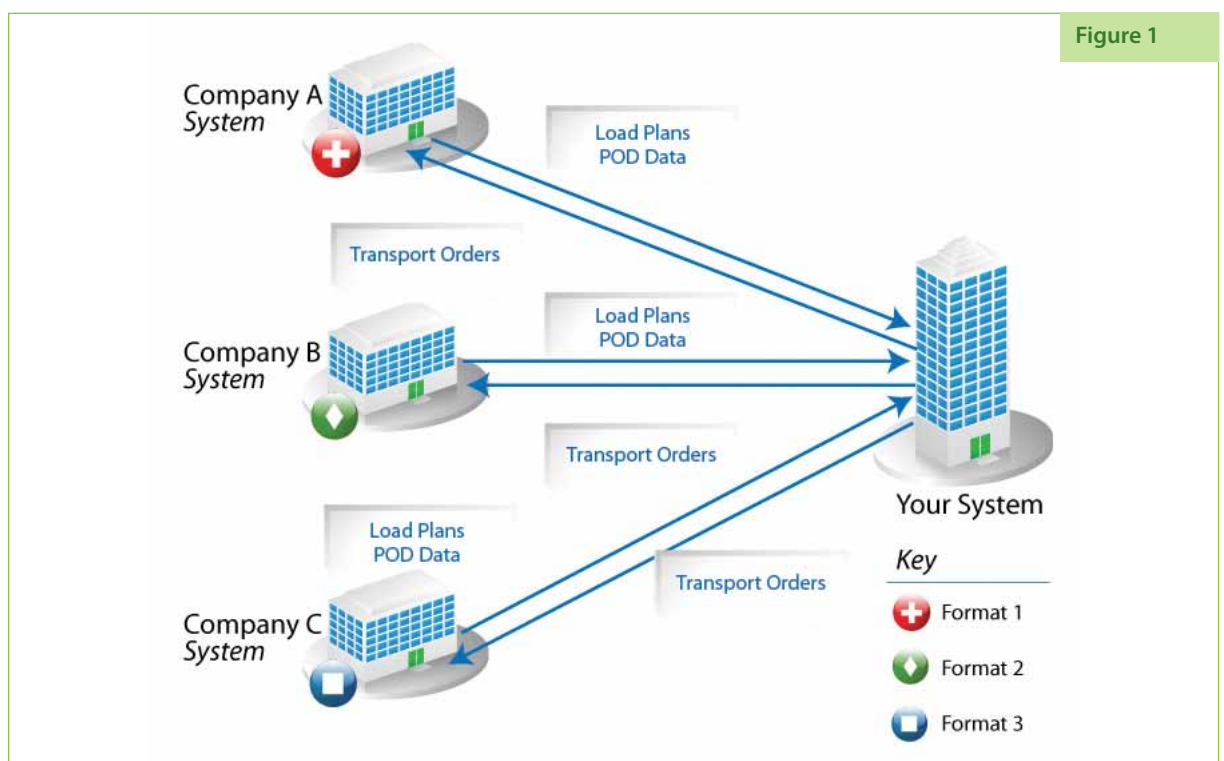 Figure 1
Company A
System
Load Plans
POD Data
Transport Orders
Load Plans
POD Data
Company B
System
Transport Orders
Your System
Load Plans
POD Data
Key
Transport Orders
Format 1
Company C
System
Format 2
Format 3